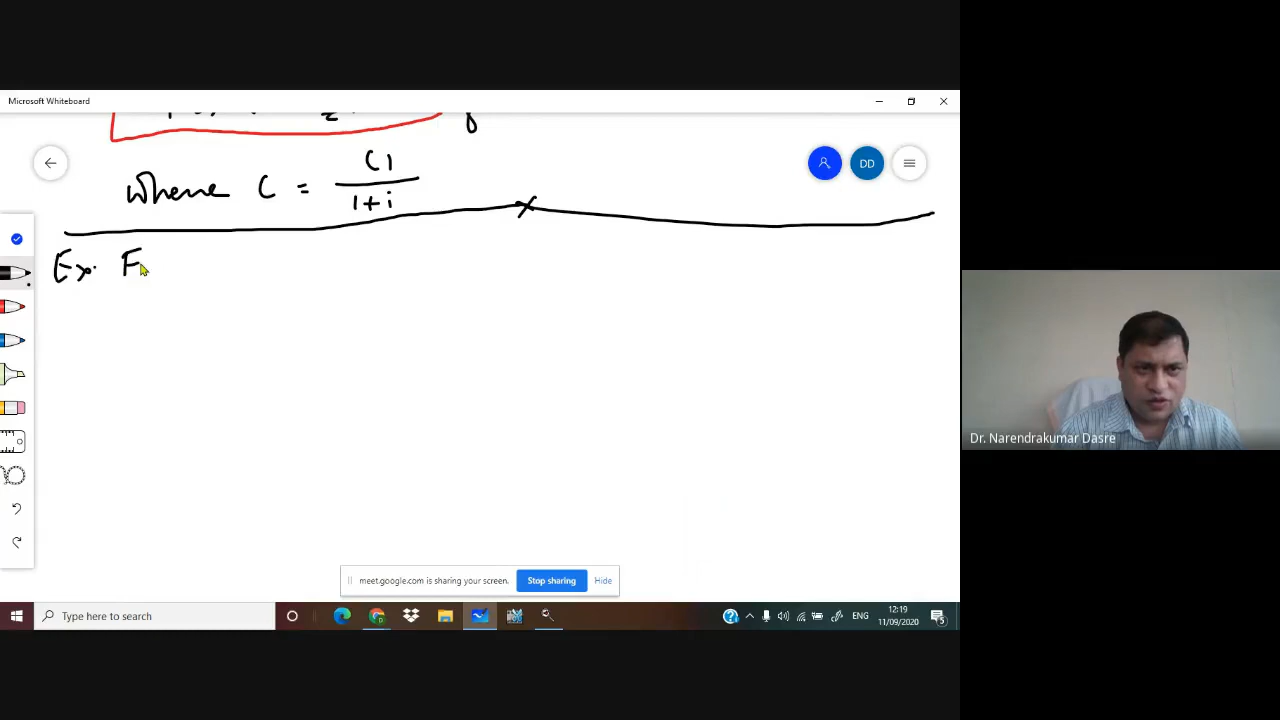 Microsoft Whiteboard
where C = C1 / 1+i
DD
Ex. F
Dr. Narendrakumar Dasre
meet.google.com is sharing your screen.
Stop sharing
Hide
Type here to search
ENG
12:19
11/09/2020
5